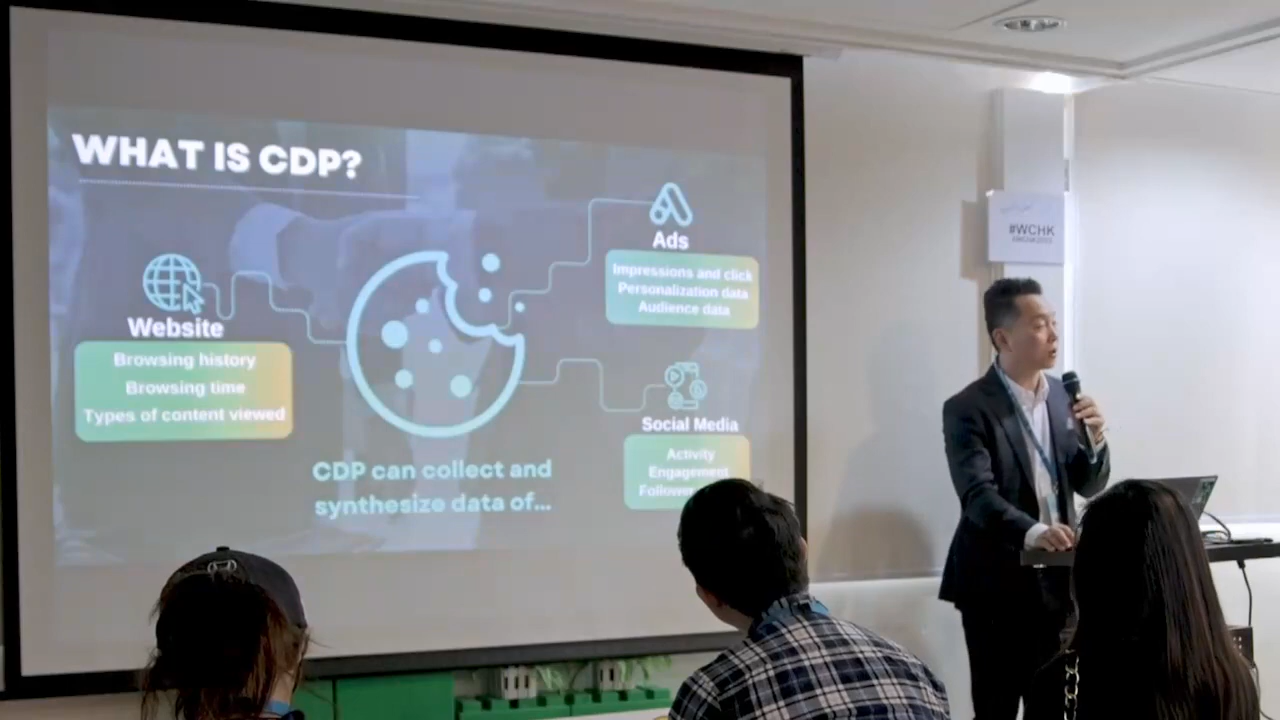 WHAT IS CDP?
Ads
Impressions and click
Personalization data
Audience data
Website
Browsing history
Browsing time
Types of content viewed
Social Media
Activity
Engagement
CDP can collect and
synthesize data of...
#WCHK